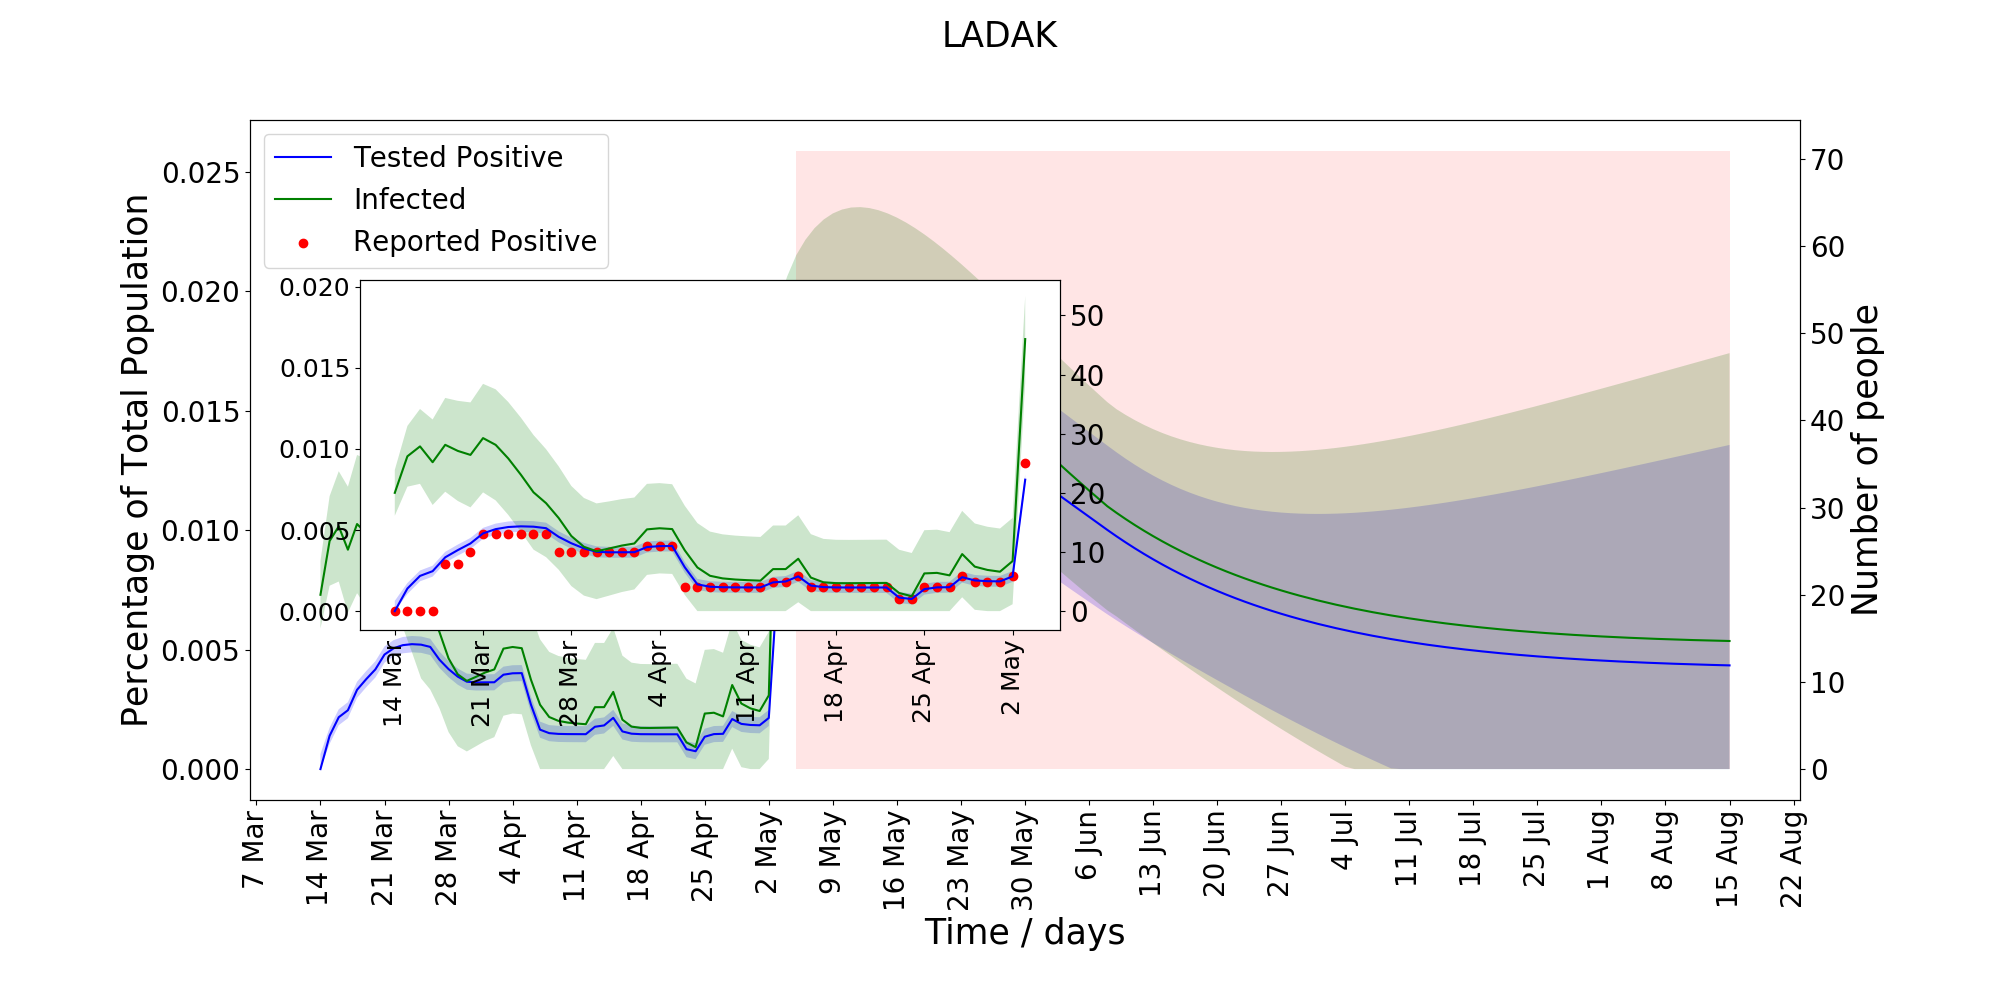 LADAK
Tested Positive
Infected
Reported Positive
Percentage of Total Population
0.025
0.020
0.015
0.010
0.005
0.000
70
60
50
40
30
20
10
0
Number of people
0.020
0.015
0.010
0.005
0.000
50
40
30
20
10
0
14 Mar
21 Mar
28 Mar
4 Apr
11 Apr
18 Apr
25 Apr
2 May
7 Mar
14 Mar
21 Mar
28 Mar
4 Apr
11 Apr
18 Apr
25 Apr
2 May
9 May
16 May
23 May
30 May
6 Jun
13 Jun
20 Jun
27 Jun
4 Jul
11 Jul
18 Jul
25 Jul
1 Aug
8 Aug
15 Aug
22 Aug
Time / days